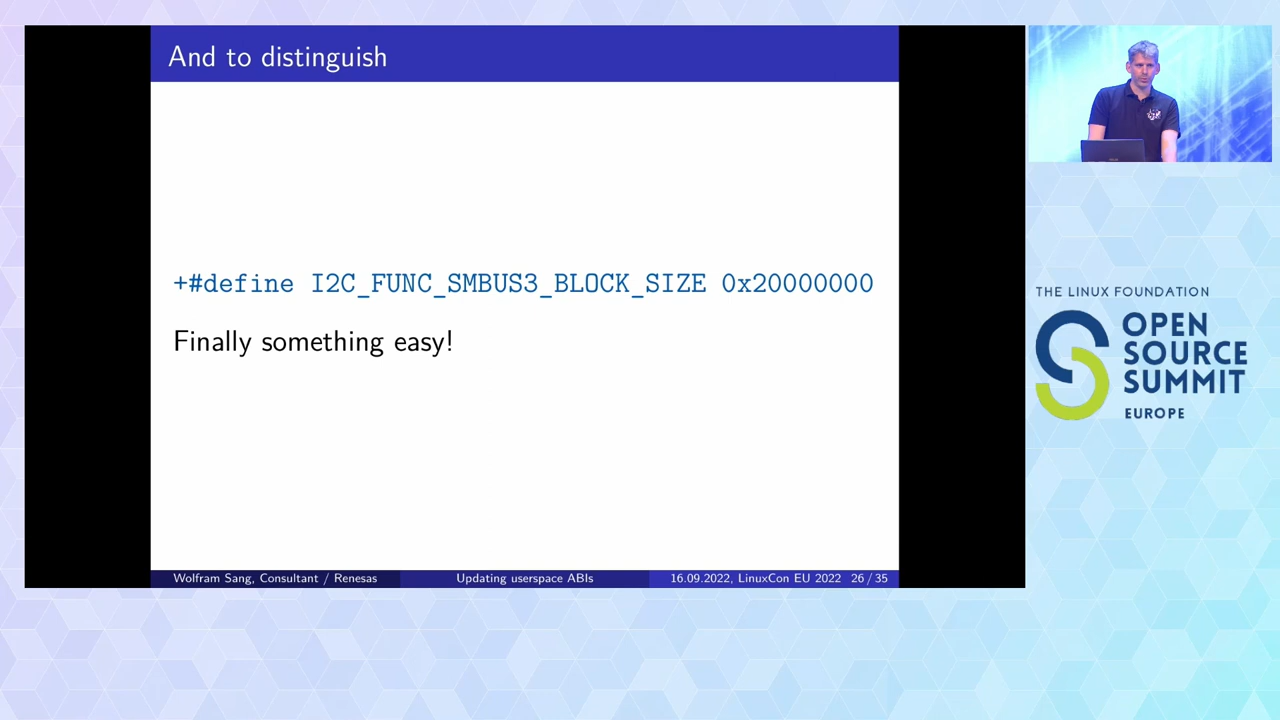 And to distinguish
+#define I2C_FUNC_SMBUS3_BLOCK_SIZE 0x20000000
Finally something easy!
Wolfram Sang, Consultant / Renesas
Updating userspace ABIs
16.09.2022, LinuxCon EU 2022 26 / 35
THE LINUX FOUNDATION
OPEN
SOURCE
SUMMIT
EUROPE